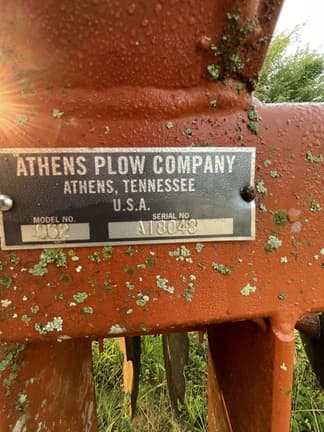 ATHENS PLOW COMPANY
ATHENS, TENNESSEE
U.S.A.
MODEL NO. SERIAL NO
962 A18048